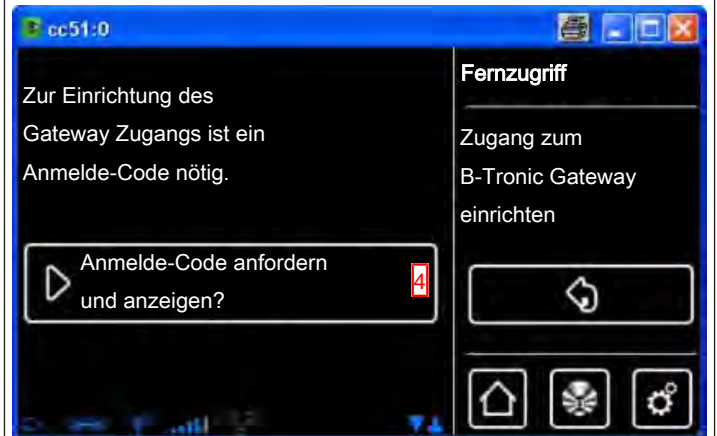 cc51:0
Zur Einrichtung des
Gateway Zugangs ist ein
Anmelde-Code nötig.
Anmelde-Code anfordern
und anzeigen?
4
Fernzugriff
Zugang zum
B-Tronic Gateway
einrichten